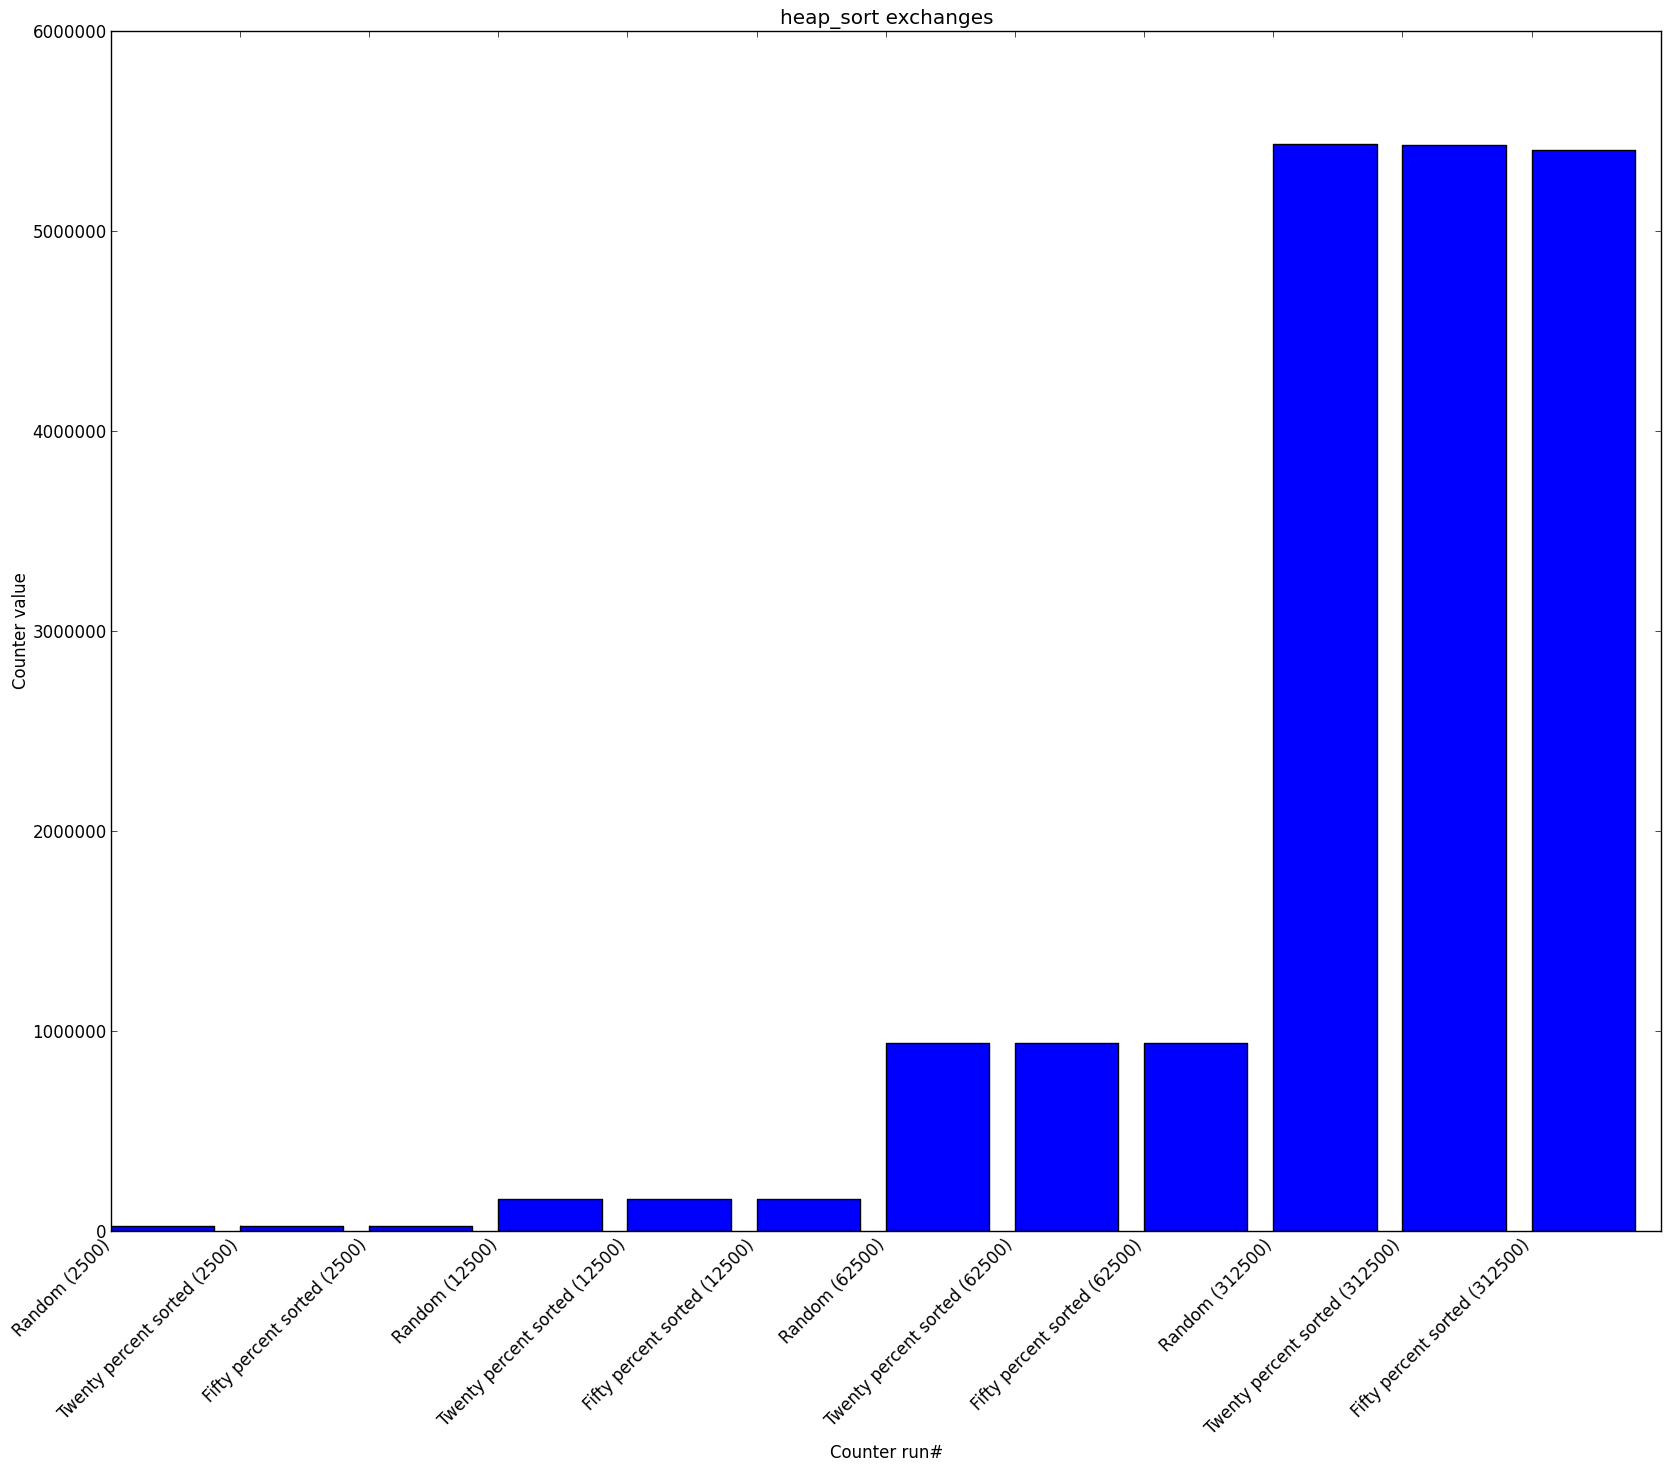 heap_sort exchanges
6000000
5000000
4000000
3000000
2000000
1000000
0
Counter value
Random (2500)
Twenty percent sorted (2500)
Fifty percent sorted (2500)
Random (12500)
Twenty percent sorted (12500)
Fifty percent sorted (12500)
Random (62500)
Twenty percent sorted (62500)
Fifty percent sorted (62500)
Random (312500)
Twenty percent sorted (312500)
Fifty percent sorted (312500)
Counter run#